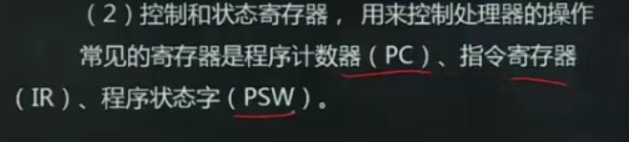 （2）控制和状态寄存器， 用来控制处理器的操作
常见的寄存器是程序计数器（PC）、指令寄存器
（IR）、程序状态字（PSW）。